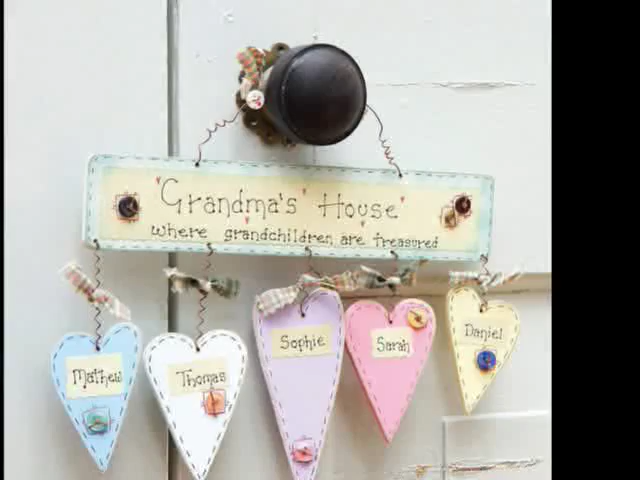 Grandma's House
where grandchildren are treasured
Mathew
Thomas
Sophie
Sarah
Daniel